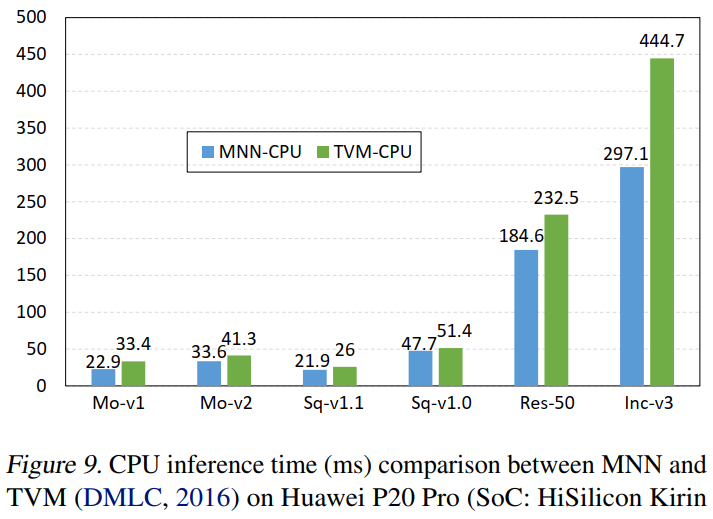 500
450
400
350
300
250
200
150
100
50
0
MNN-CPU TVM-CPU
22.9 33.4 33.6 41.3 21.9 26 47.7 51.4 184.6 232.5 297.1 444.7
Mo-v1 Mo-v2 Sq-v1.1 Sq-v1.0 Res-50 Inc-v3
Figure 9. CPU inference time (ms) comparison between MNN and
TVM (DMLC, 2016) on Huawei P20 Pro (SoC: HiSilicon Kirin